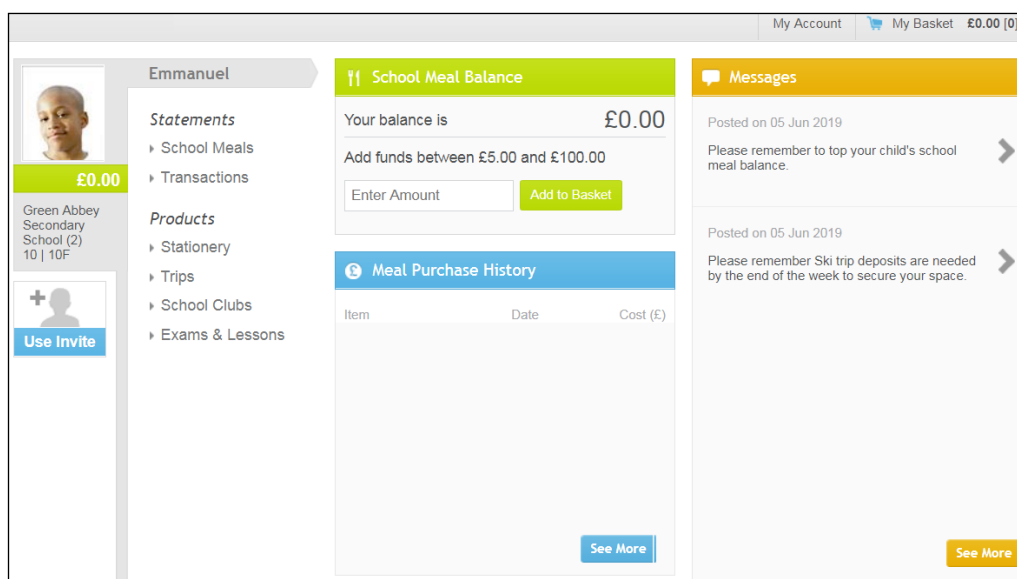 My Account
My Basket £0.00 [0]
£0.00
Green Abbey
Secondary
School (2)
10 | 10F
Use Invite
Emmanuel
Statements
School Meals
Transactions
Products
Stationery
Trips
School Clubs
Exams & Lessons
School Meal Balance
Your balance is £0.00
Add funds between £5.00 and £100.00
Enter Amount
Add to Basket
Meal Purchase History
Item Date Cost (£)
See More
Messages
Posted on 05 Jun 2019
Please remember to top your child's school
meal balance.
Posted on 05 Jun 2019
Please remember Ski trip deposits are needed
by the end of the week to secure your space.
See More